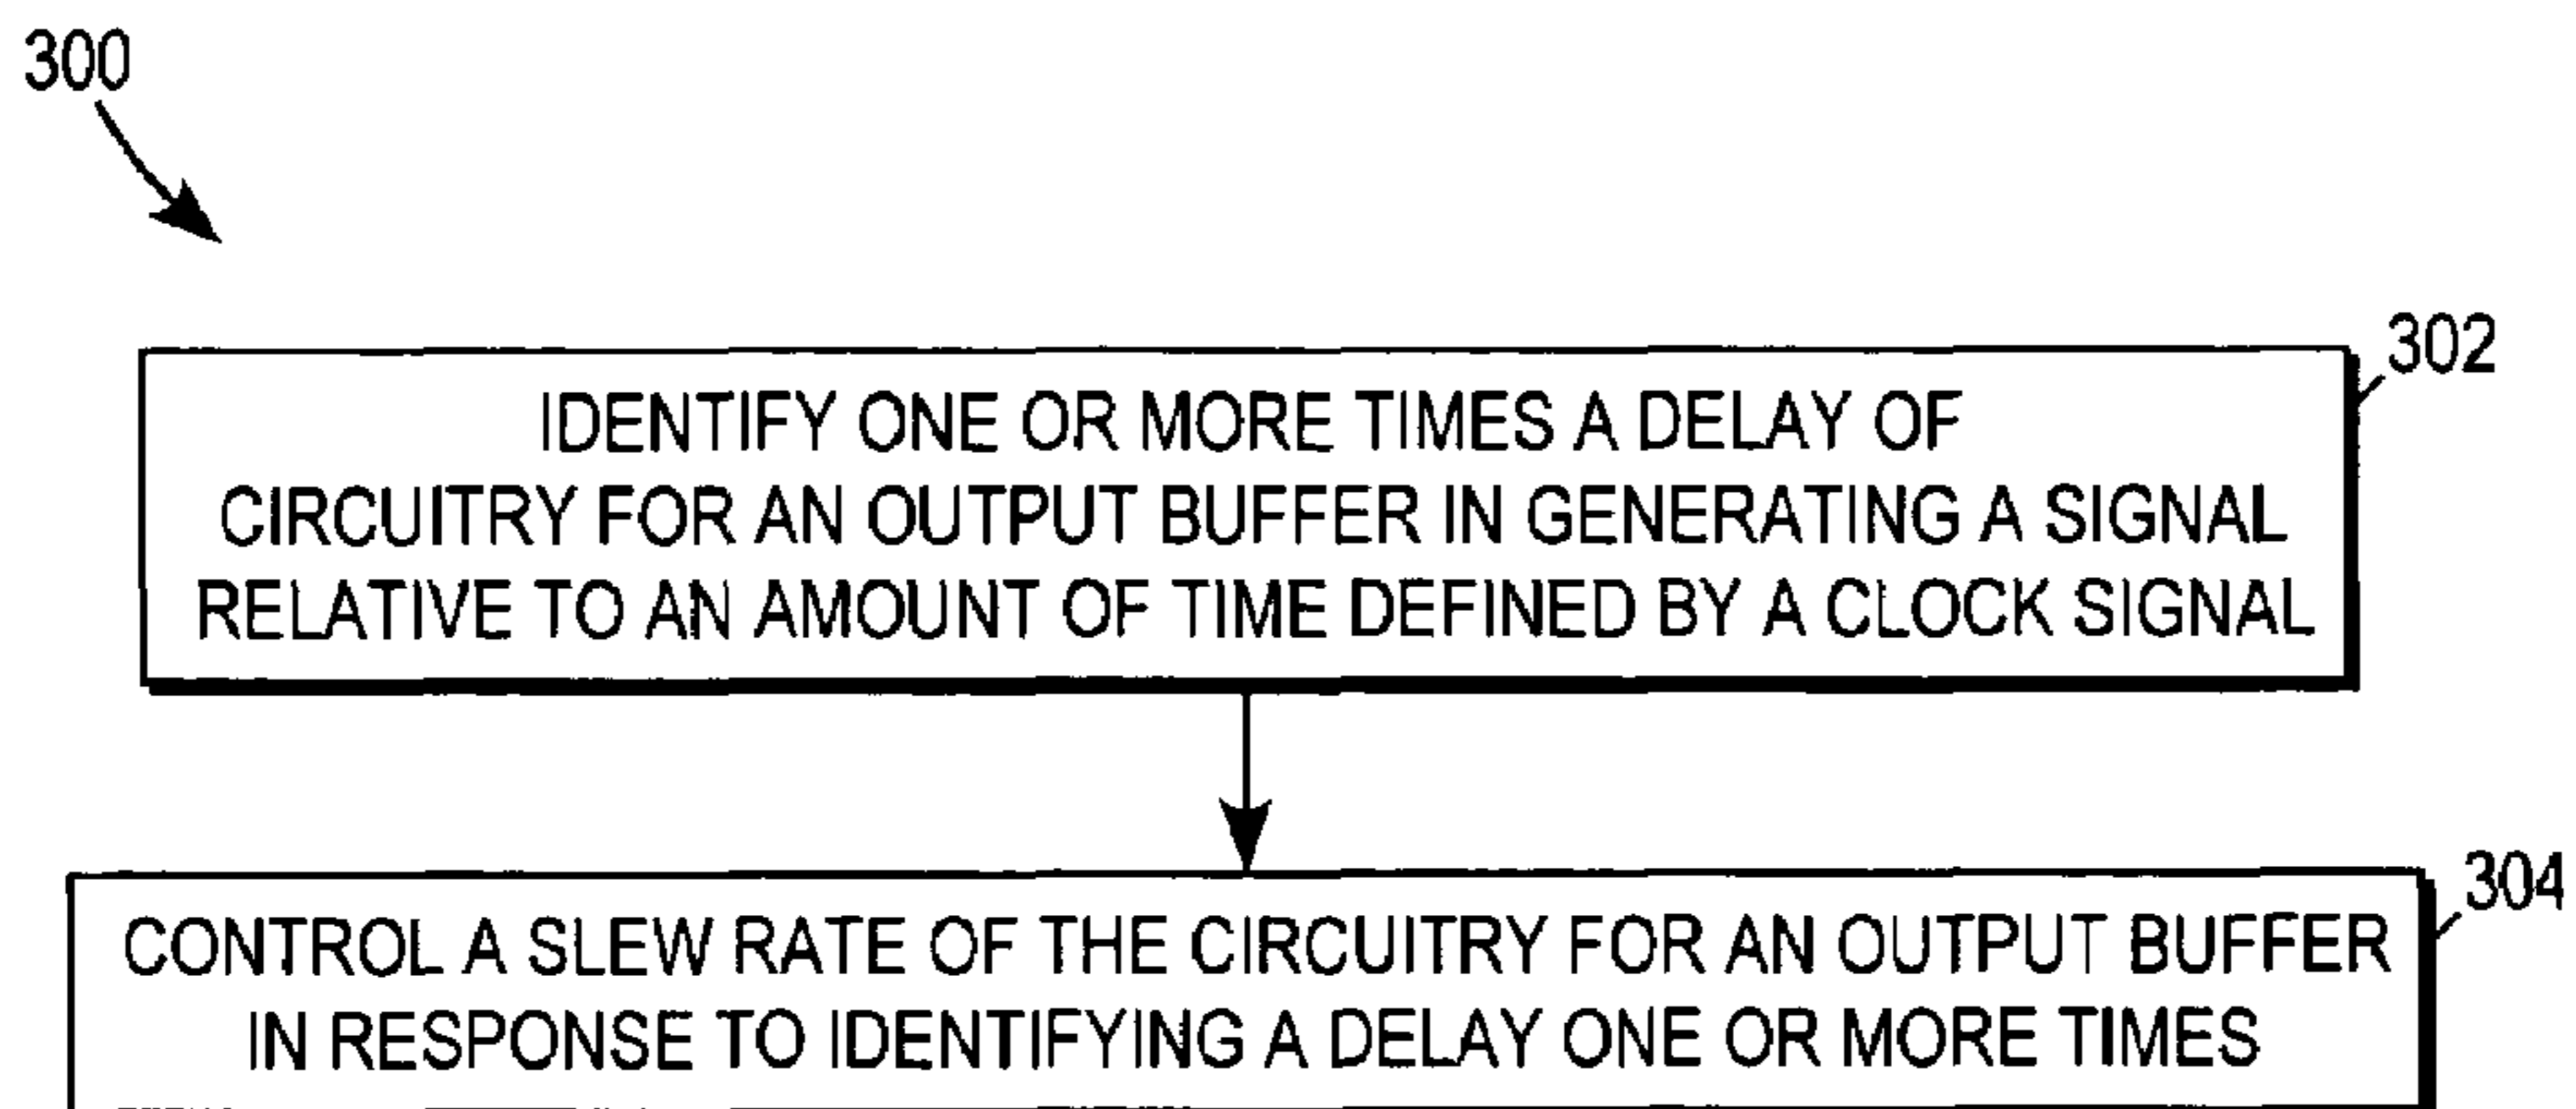 300
302
IDENTIFY ONE OR MORE TIMES A DELAY OF
CIRCUITRY FOR AN OUTPUT BUFFER IN GENERATING A SIGNAL
RELATIVE TO AN AMOUNT OF TIME DEFINED BY A CLOCK SIGNAL
304
CONTROL A SLEW RATE OF THE CIRCUITRY FOR AN OUTPUT BUFFER
IN RESPONSE TO IDENTIFYING A DELAY ONE OR MORE TIMES